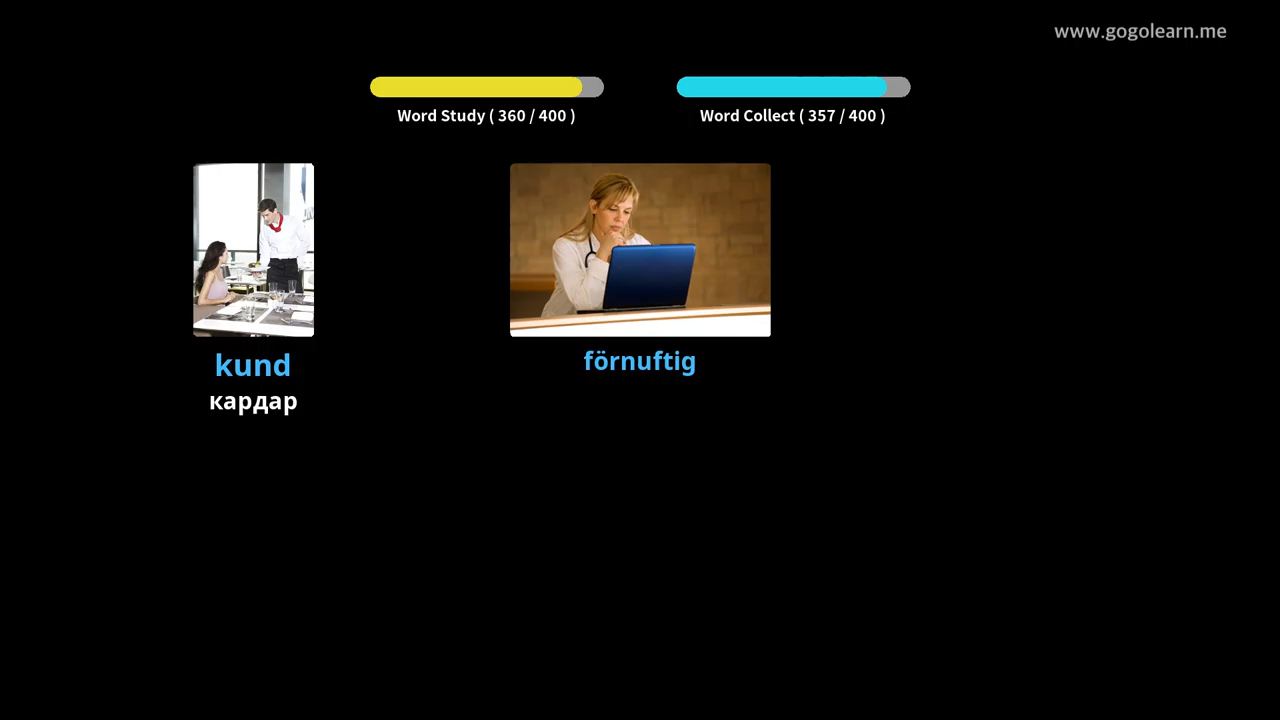 www.gogolearn.me
Word Study ( 360 / 400 )
Word Collect ( 357 / 400 )
kund
кардар
förnuftig